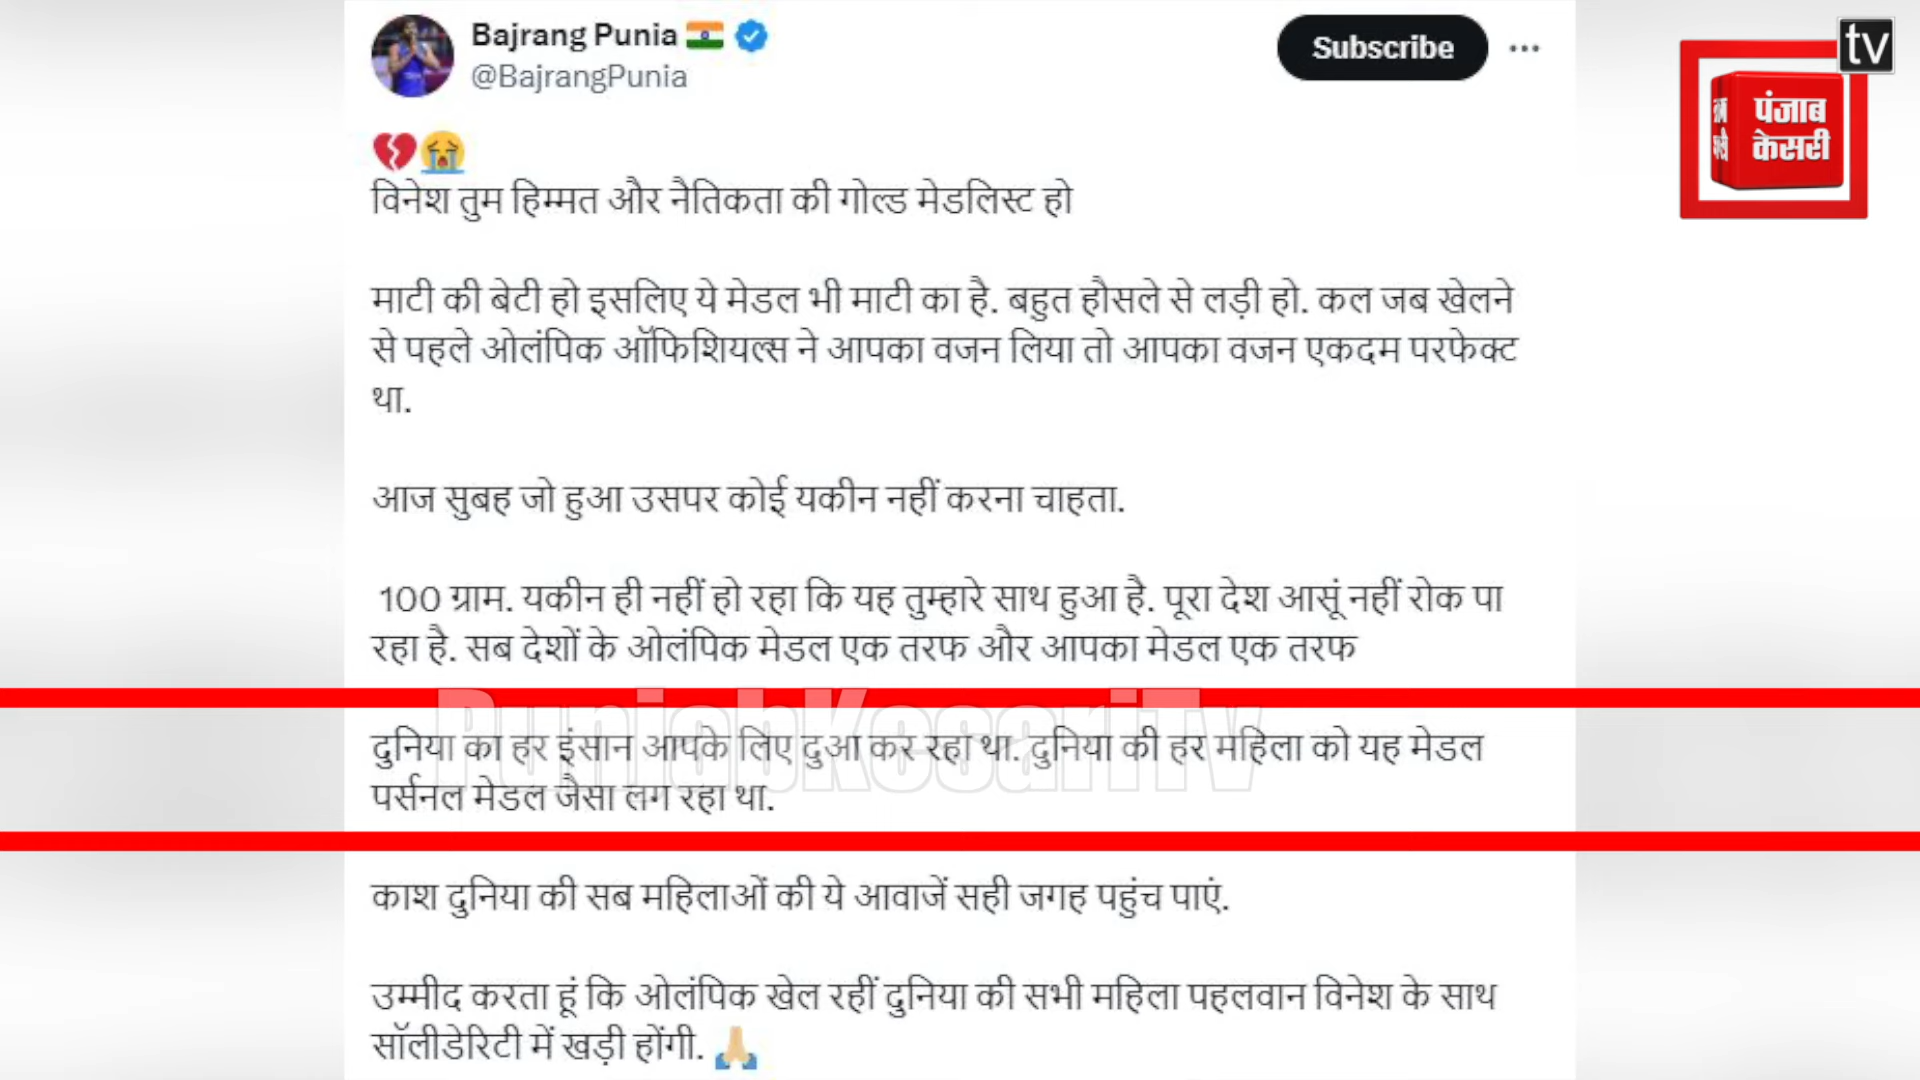 Bajrang Punia
@BajrangPunia
Subscribe
tv
पंजाब
केसरी
विनेश तुम हिम्मत और नैतिकता की गोल्ड मेडलिस्ट हो
माटी की बेटी हो इसलिए ये मेडल भी माटी का है. बहुत हौसले से लड़ी हो. कल जब खेलने
से पहले ओलंपिक ऑफिशियल्स ने आपका वजन लिया तो आपका वजन एकदम परफेक्ट
था.
आज सुबह जो हुआ उसपर कोई यकीन नहीं करना चाहता.
100 ग्राम. यकीन ही नहीं हो रहा कि यह तुम्हारे साथ हुआ है. पूरा देश आसूं नहीं रोक पा
रहा है. सब देशों के ओलंपिक मेडल एक तरफ और आपका मेडल एक तरफ
PunjabKesariTv
दुनिया का हर इंसान आपके लिए दुआ कर रहा था. दुनिया की हर महिला को यह मेडल
पर्सनल मेडल जैसा लग रहा था.
काश दुनिया की सब महिलाओं की ये आवाजें सही जगह पहुंच पाएं.
उम्मीद करता हूं कि ओलंपिक खेल रहीं दुनिया की सभी महिला पहलवान विनेश के साथ
सॉलीडेरिटी में खड़ी होंगी.